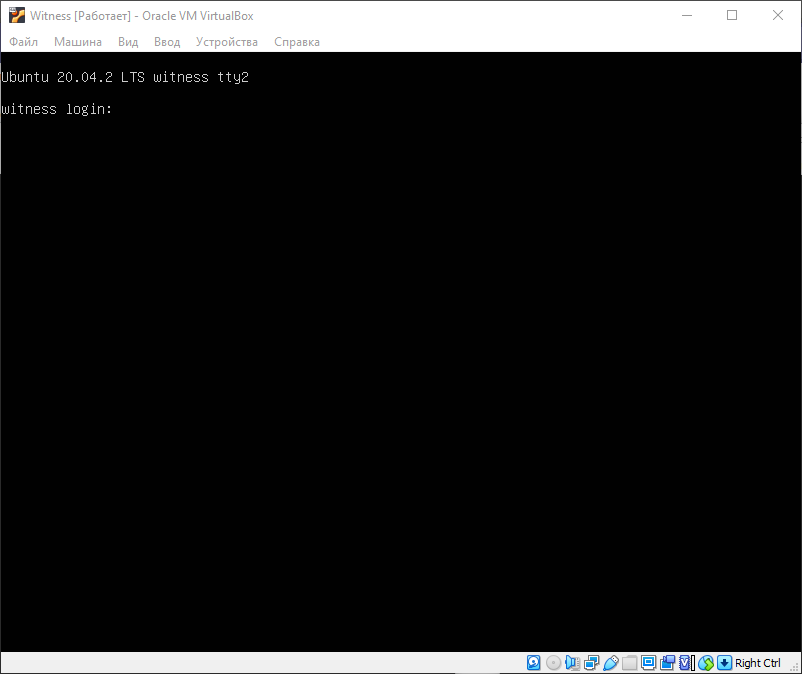 Witness [Работает] - Oracle VM VirtualBox
Файл Машина Вид Ввод Устройства Справка
Ubuntu 20.04.2 LTS witness tty2
witness login:
Right Ctrl